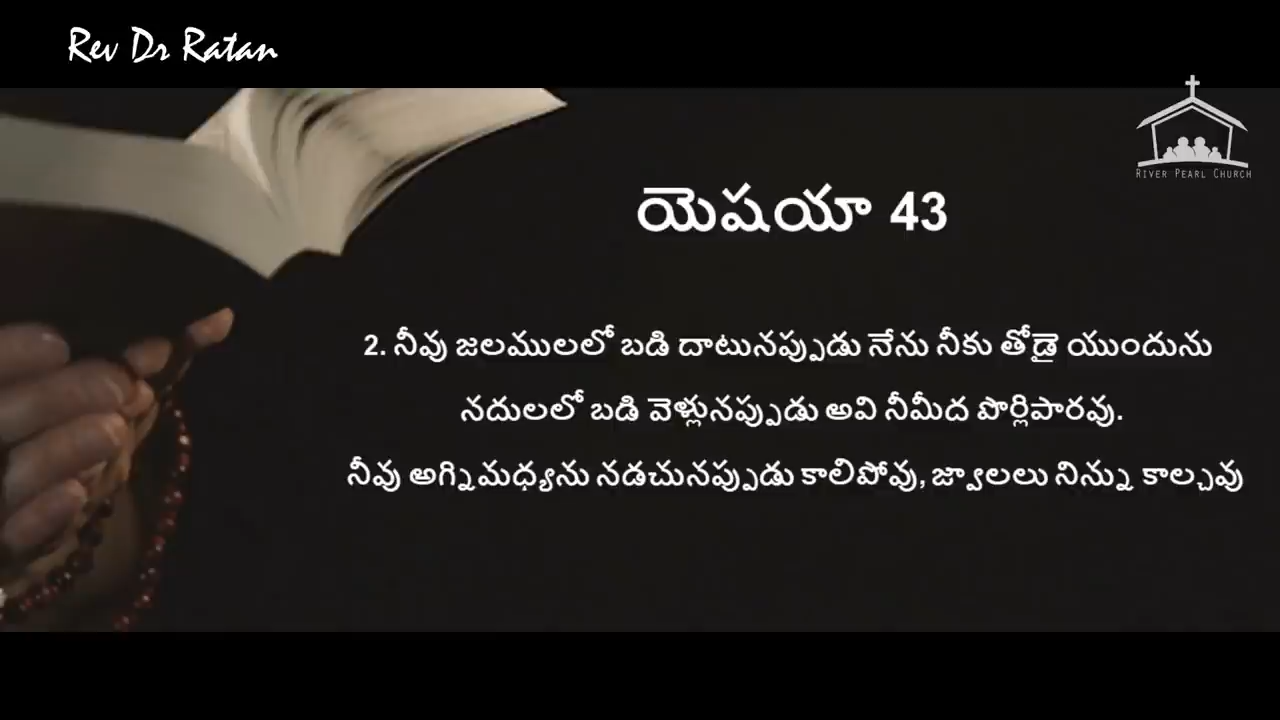 Rev Dr Ratan
RIVER PEARL CHURCH
యెషయా 43
2. నీవు జలములలో బడి దాటునప్పుడు నేను నీకు తోడై యుందును
నదులలో బడి వెళ్లునప్పుడు అవి నీమీద పొర్లిపారవు.
నీవు అగ్నిమధ్యను నడచునప్పుడు కాలిపోవు, జ్వాలలు నిన్ను కాల్చవు